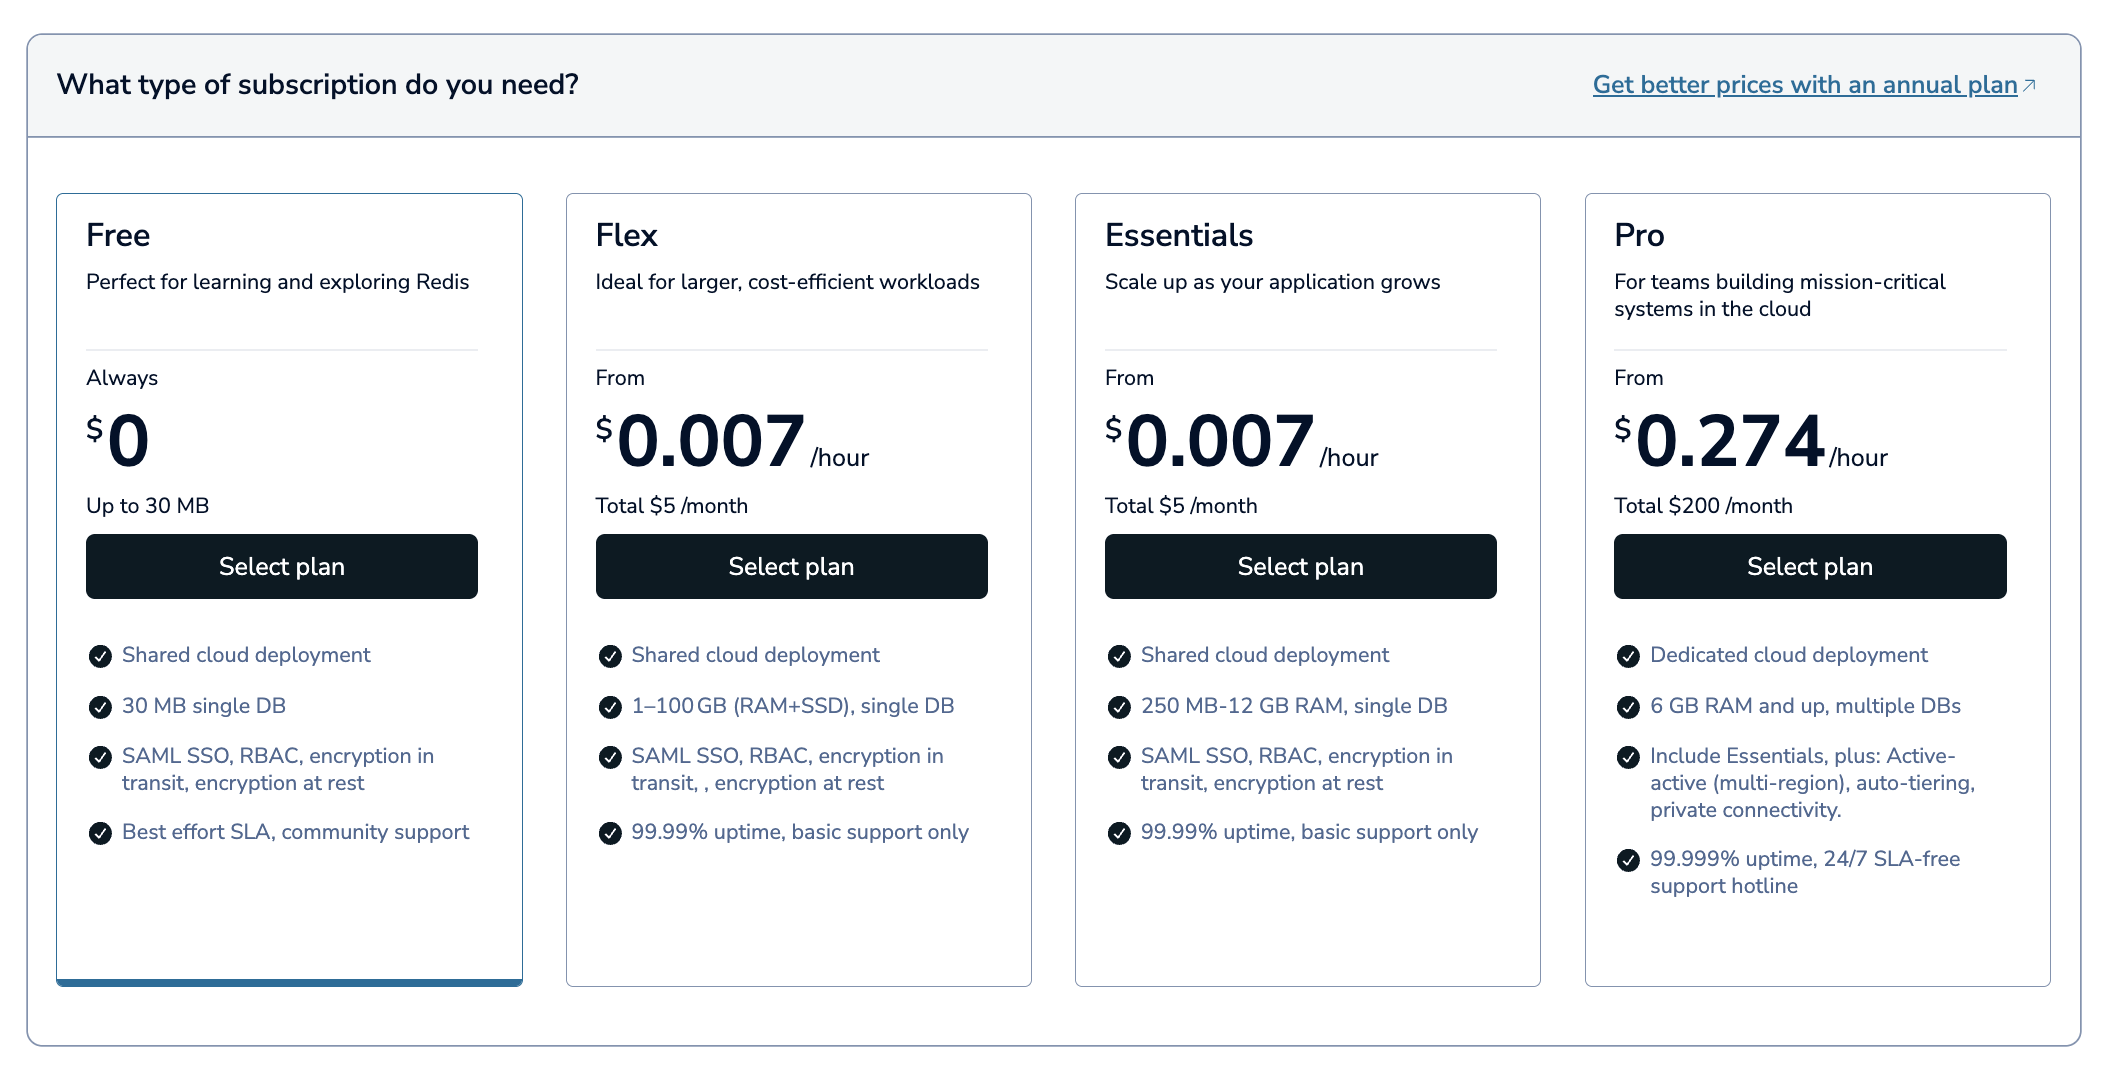 What type of subscription do you need?
Get better prices with an annual plan
Free
Perfect for learning and exploring Redis
Always
$0
Up to 30 MB
Select plan
Shared cloud deployment
30 MB single DB
SAML SSO, RBAC, encryption in
transit, encryption at rest
Best effort SLA, community support
Flex
Ideal for larger, cost-efficient workloads
From
$0.007/hour
Total $5 /month
Select plan
Shared cloud deployment
1–100 GB (RAM+SSD), single DB
SAML SSO, RBAC, encryption in
transit, , encryption at rest
99.99% uptime, basic support only
Essentials
Scale up as your application grows
From
$0.007/hour
Total $5 /month
Select plan
Shared cloud deployment
250 MB-12 GB RAM, single DB
SAML SSO, RBAC, encryption in
transit, encryption at rest
99.99% uptime, basic support only
Pro
For teams building mission-critical
systems in the cloud
From
$0.274/hour
Total $200 /month
Select plan
Dedicated cloud deployment
6 GB RAM and up, multiple DBs
Include Essentials, plus: Active-
active (multi-region), auto-tiering,
private connectivity.
99.999% uptime, 24/7 SLA-free
support hotline